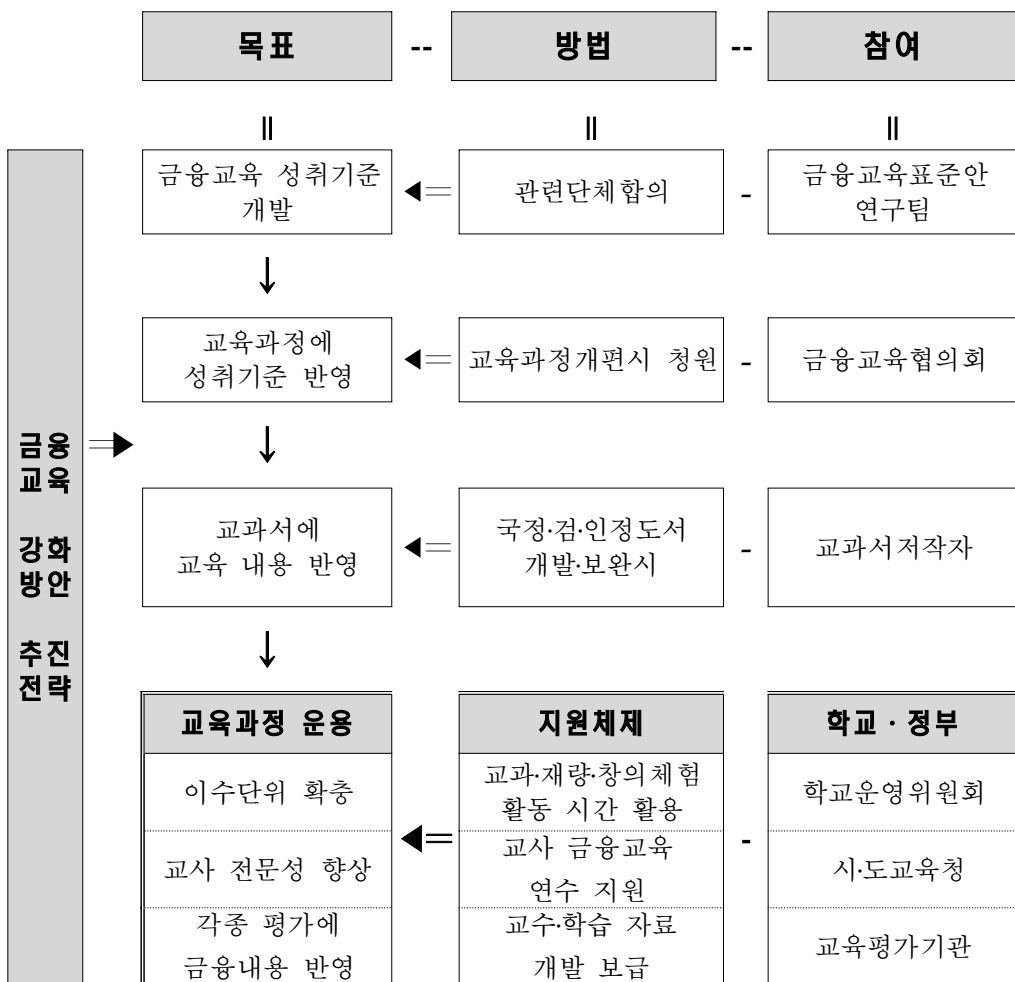 목표 -- 방법 -- 참여
॥ ॥ ॥
금융교육 성취기준
개발
관련단체합의
-
금융교육표준안
연구팀
교육과정에
성취기준 반영
교육과정개편시 청원
-
금융교육협의회
금융
교육
강화
방안
추진
전략
교과서에
교육 내용 반영
국정·검·인정도서
개발·보완시
-
교과서저작자
교육과정 운용
지원체제
학교 · 정부
이수단위 확충
교과·재량·창의체험
활동 시간 활용
학교운영위원회
교사 전문성 향상
교사 금융교육
연수 지원
-
시·도교육청
각종 평가에
금융내용 반영
교수·학습 자료
개발 보급
교육평가기관